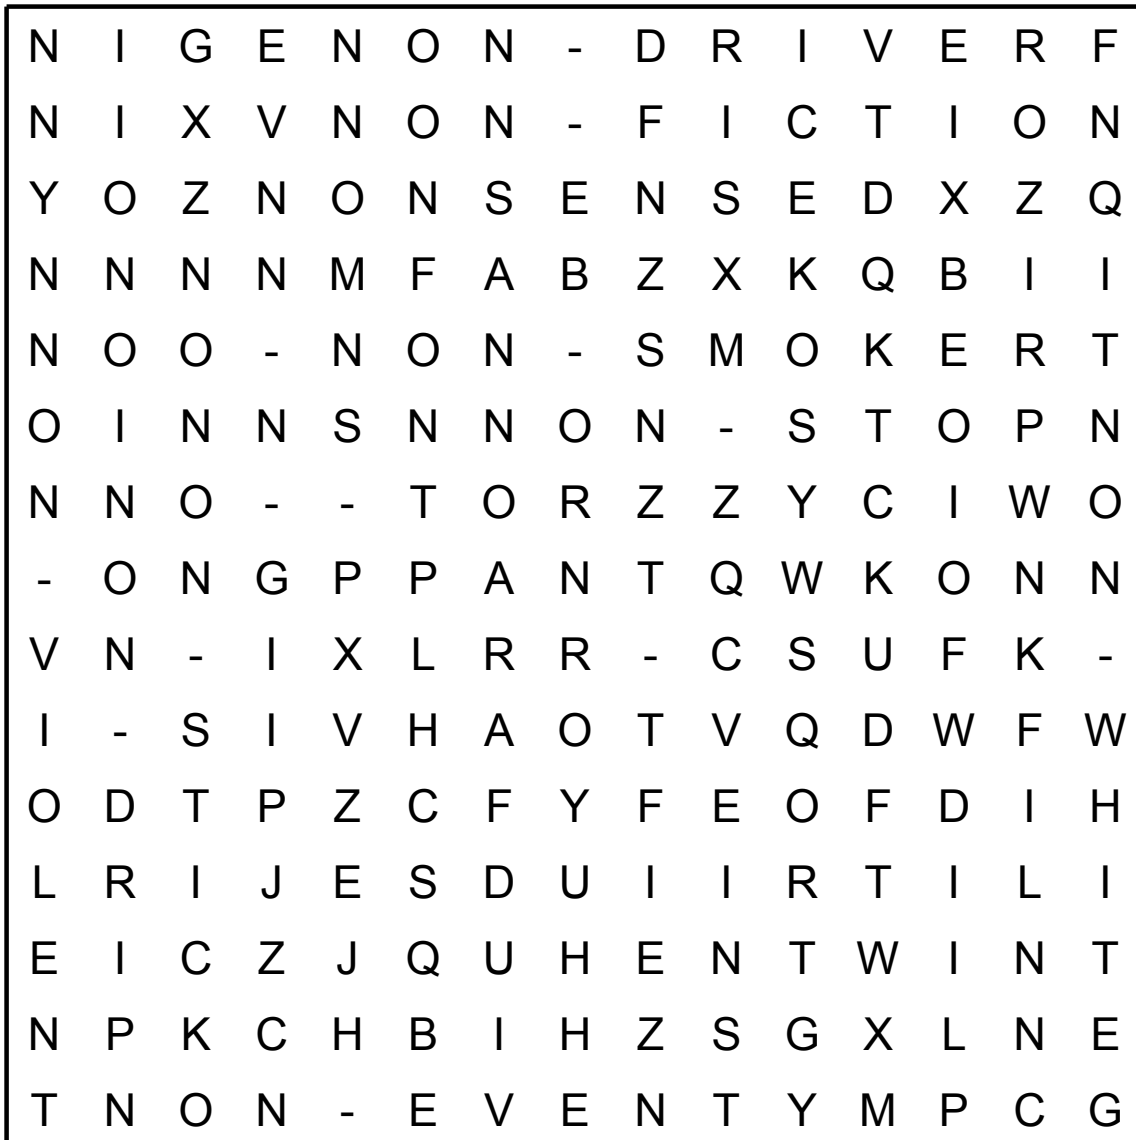 N I G E N O N - D R I V E R F
N I X V N O N - F I C T I O N
Y O Z N O N S E N S E D X Z Q
N N N N M F A B Z X K Q B I I
N O O - N O N - S M O K E R T
O I N N S N N O N - S T O P N
N N O - - T O R Z Z Y C I W O
- O N G P P A N T Q W K O N N
V N - I X L R R - C S U F K -
I - S I V H A O T V Q D W F W
O D T P Z C F Y F E O F D I H
L R I J E S D U I I R T I L I
E I C Z J Q U H E N T W I N T
N P K C H B I H Z S G X L N E
T N O N - E V E N T Y M P C G